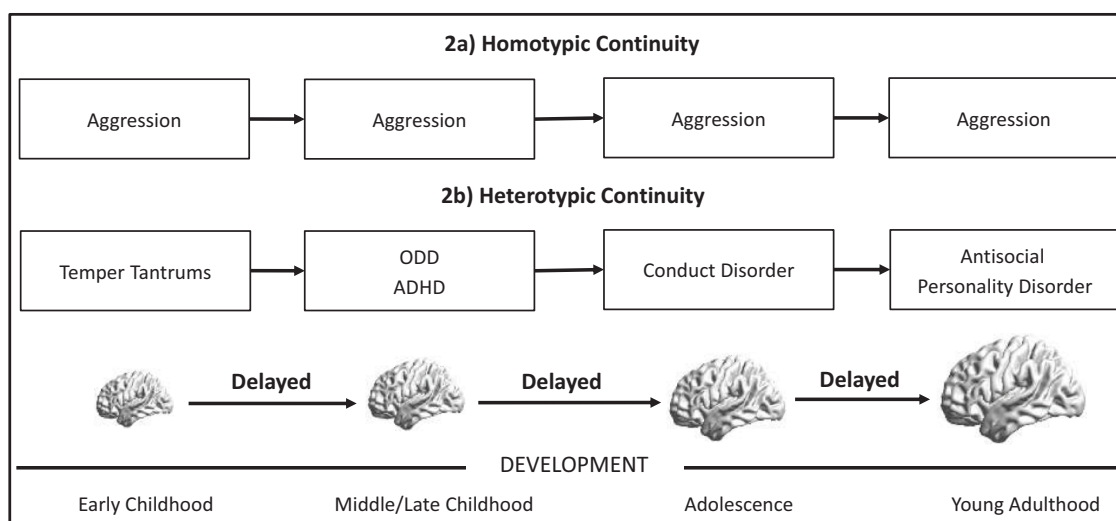 2a) Homotypic Continuity
Aggression
Aggression
Aggression
Aggression
2b) Heterotypic Continuity
Temper Tantrums
ODD
ADHD
Conduct Disorder
Antisocial
Personality Disorder
Delayed
Delayed
Delayed
DEVELOPMENT
Early Childhood
Middle/Late Childhood
Adolescence
Young Adulthood